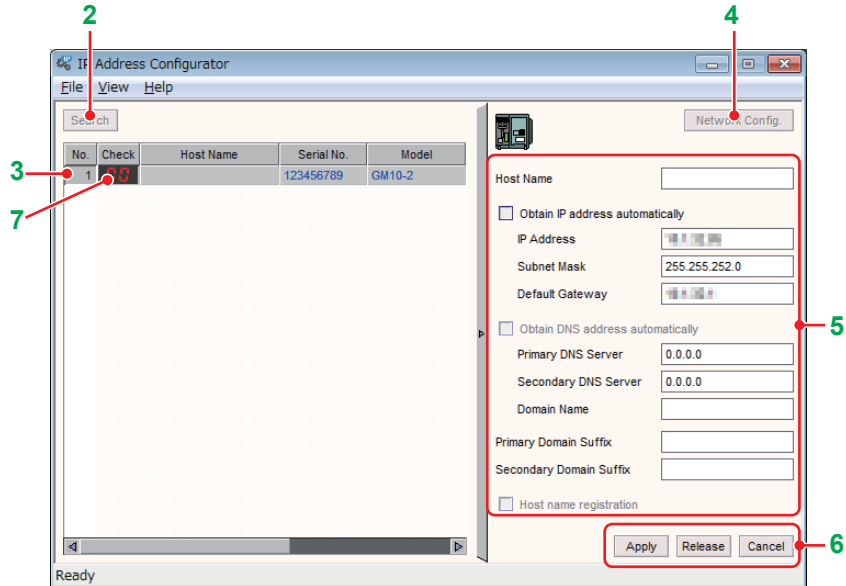 2
4
IP Address Configurator
File View Help
Search
Network Config.
No. Check Host Name Serial No. Model
3
1 00 123456789 GM10-2
7
Host Name
Obtain IP address automatically
IP Address
Subnet Mask 255.255.252.0
Default Gateway
5
Obtain DNS address automatically
Primary DNS Server 0.0.0.0
Secondary DNS Server 0.0.0.0
Domain Name
Primary Domain Suffix
Secondary Domain Suffix
Host name registration
Apply Release Cancel
6
Ready